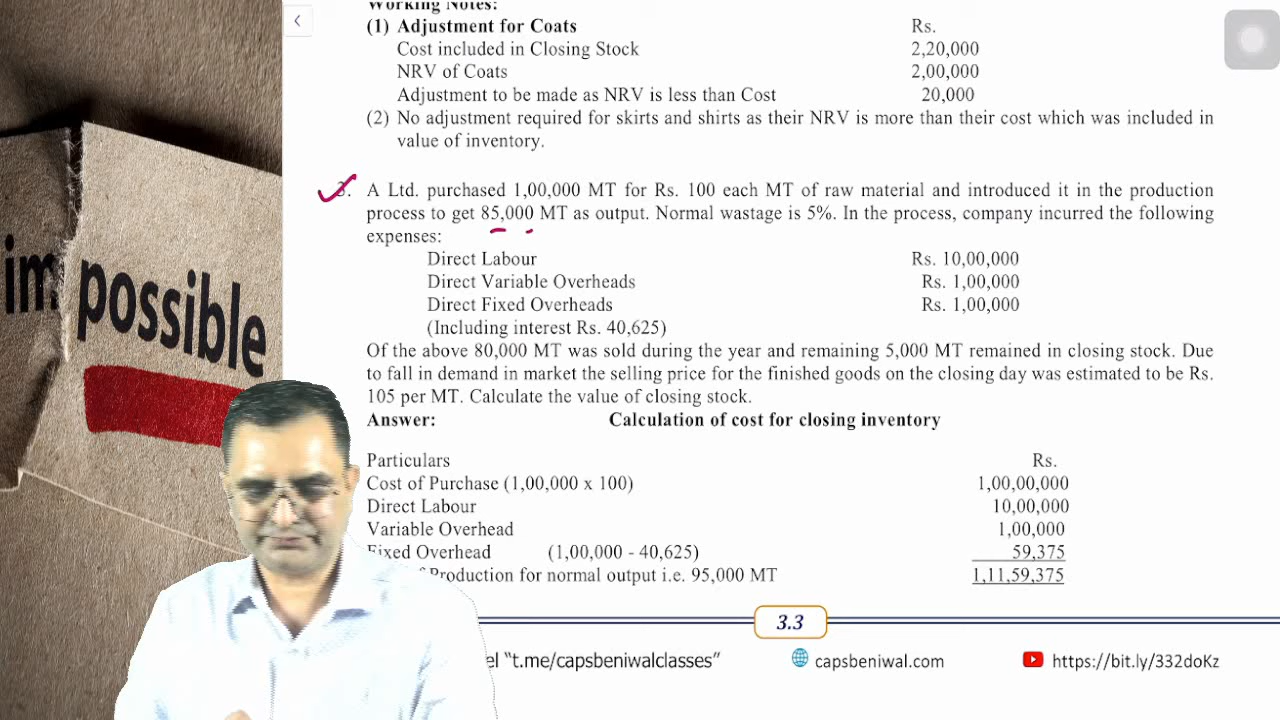 Working Notes:
(1) Adjustment for Coats Rs.
Cost included in Closing Stock 2,20,000
NRV of Coats 2,00,000
Adjustment to be made as NRV is less than Cost 20,000
(2) No adjustment required for skirts and shirts as their NRV is more than their cost which was included in
value of inventory.
3. A Ltd. purchased 1,00,000 MT for Rs. 100 each MT of raw material and introduced it in the production
process to get 85,000 MT as output. Normal wastage is 5%. In the process, company incurred the following
expenses:
Direct Labour Rs. 10,00,000
Direct Variable Overheads Rs. 1,00,000
Direct Fixed Overheads Rs. 1,00,000
(Including interest Rs. 40,625)
Of the above 80,000 MT was sold during the year and remaining 5,000 MT remained in closing stock. Due
to fall in demand in market the selling price for the finished goods on the closing day was estimated to be Rs.
105 per MT. Calculate the value of closing stock.
Answer: Calculation of cost for closing inventory
Particulars Rs.
Cost of Purchase (1,00,000 x 100) 1,00,00,000
Direct Labour 10,00,000
Variable Overhead 1,00,000
Fixed Overhead (1,00,000 - 40,625) 59,375
Production for normal output i.e. 95,000 MT 1,11,59,375
3.3
"t.me/capsbeniwalclasses" capsbeniwal.com https://bit.ly/332doKz
im possible